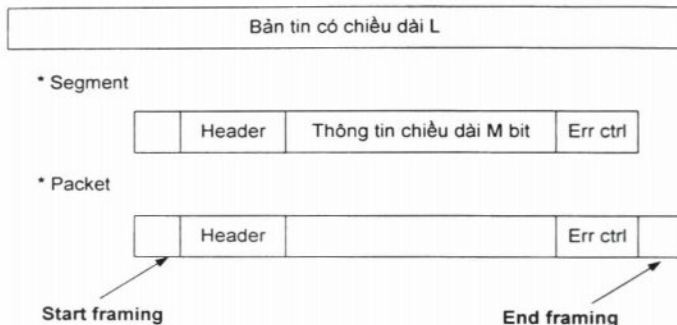 Bản tin có chiều dài L
* Segment
Header Thông tin chiều dài M bit Err ctrl
* Packet
Header Err ctrl
Start framing End framing